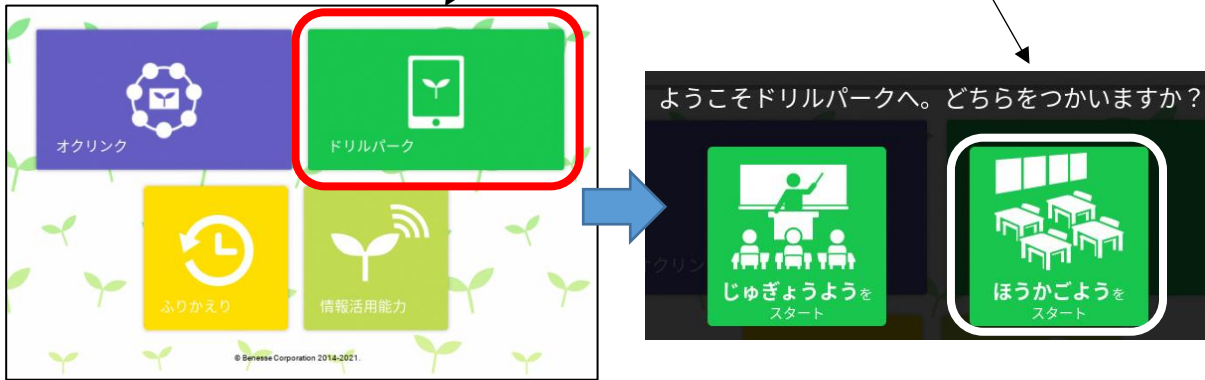 オクリンク
ドリルパーク
ふりかえり
情報活用能力
© Benesse Corporation 2014-2021.
ようこそドリルパークへ。どちらをつかいますか？
クリン
じゅぎょうようを
スタート
ほうかごようを
スタート